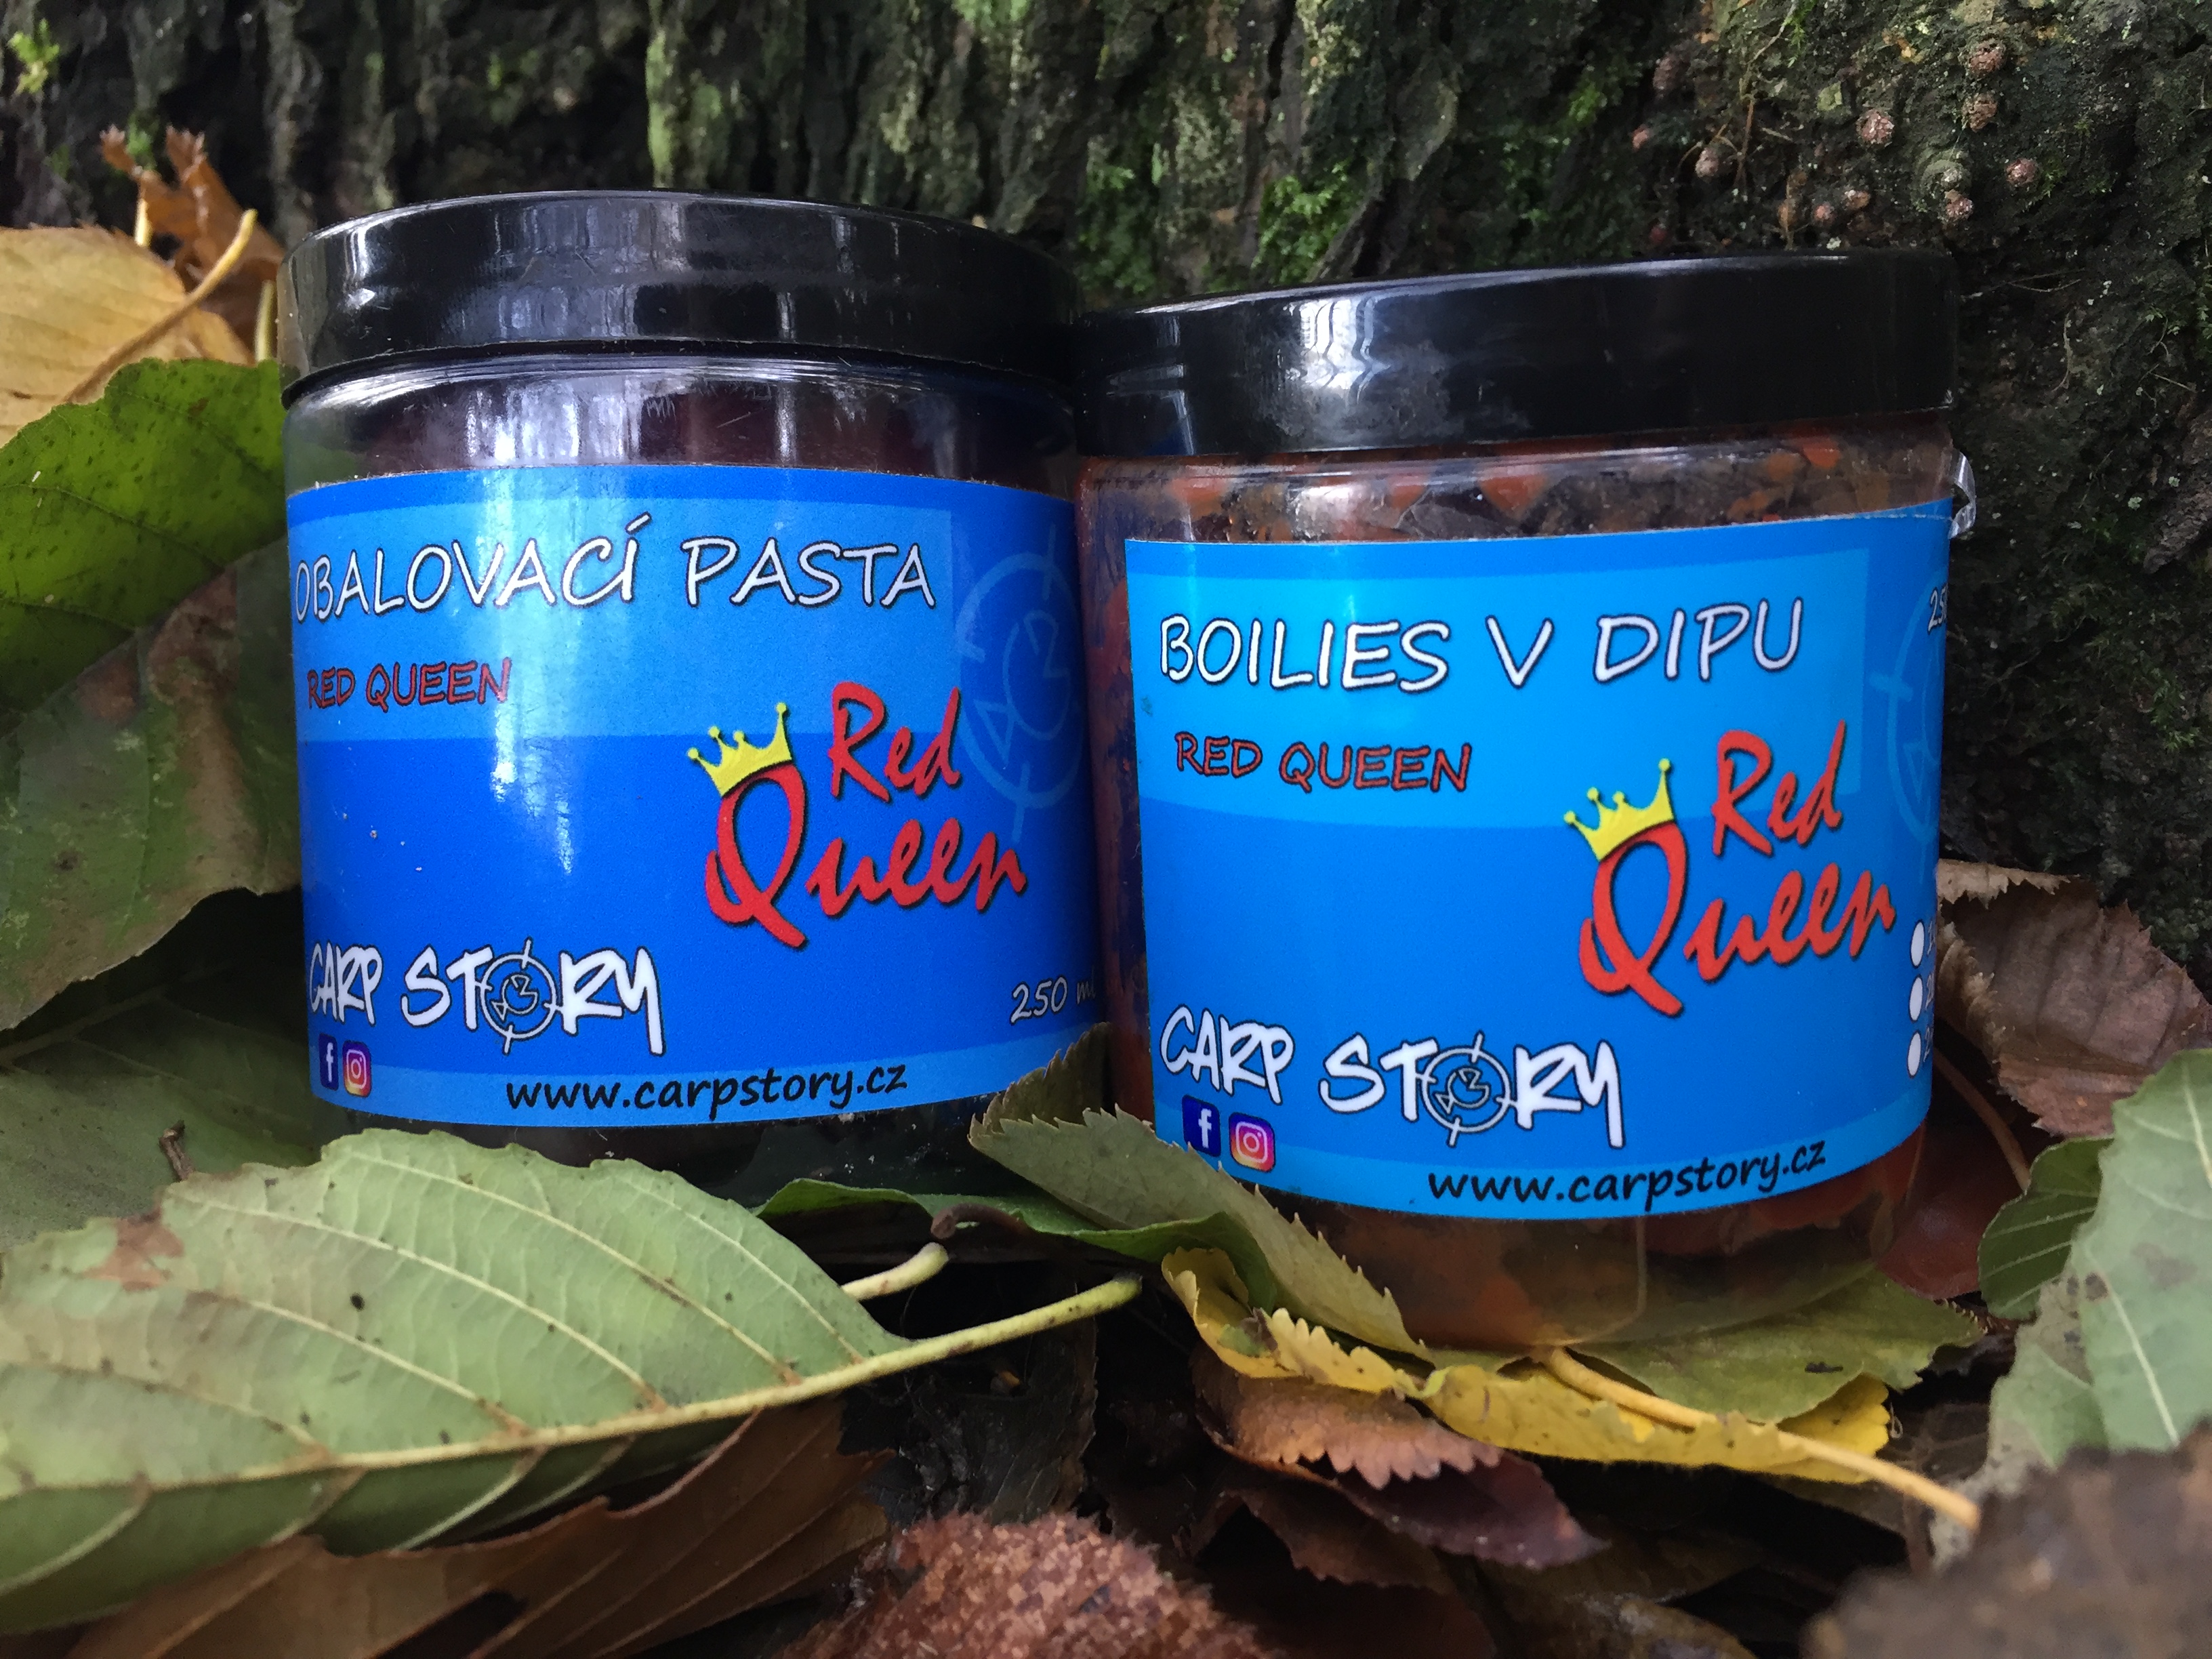 OBALOVACÍ PASTA
RED QUEEN
Red
Queen
CARP STORY
250 ml
www.carpstory.cz
BOILIES V DIPU
RED QUEEN
Red
Queen
CARP STORY
www.carpstory.cz